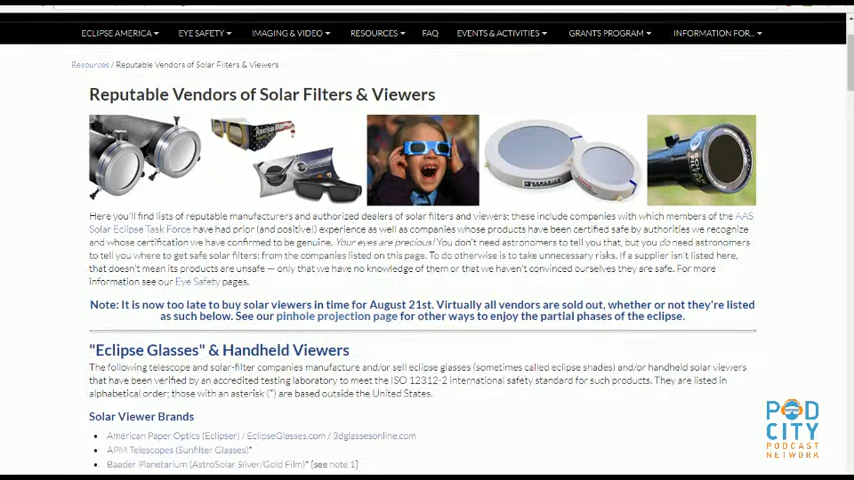 ECLIPSE AMERICA EYE SAFETY IMAGING & VIDEO RESOURCES FAQ EVENTS & ACTIVITIES GRANTS PROGRAM INFORMATION FOR...
Resources / Reputable Vendors of Solar Filters & Viewers
Reputable Vendors of Solar Filters & Viewers
Here you'll find lists of reputable manufacturers and authorized dealers of solar filters and viewers: these include companies with which members of the AAS
Solar Eclipse Task Force have had prior (and positive!) experience as well as companies whose products have been certified safe by authorities we recognize
and whose certification we have confirmed to be genuine. Your eyes are precious! You don't need astronomers to tell you that, but you do need astronomers
to tell you where to get safe solar filters: from the companies listed on this page. To do otherwise is to take unnecessary risks. If a supplier isn't listed here,
that doesn't mean its products are unsafe — only that we have no knowledge of them or that we haven't convinced ourselves they are safe. For more
information see our Eye Safety pages.
Note: It is now too late to buy solar viewers in time for August 21st. Virtually all vendors are sold out, whether or not they're listed
as such below. See our pinhole projection page for other ways to enjoy the partial phases of the eclipse.
"Eclipse Glasses" & Handheld Viewers
The following telescope and solar-filter companies manufacture and/or sell eclipse glasses (sometimes called eclipse shades) and/or handheld solar viewers
that have been verified by an accredited testing laboratory to meet the ISO 12312-2 international safety standard for such products. They are listed in
alphabetical order; those with an asterisk (*) are based outside the United States.
Solar Viewer Brands
• American Paper Optics (Eclipser) / EclipseGlasses.com / 3dglassesonline.com
• APM Telescopes (Sunfilter Glasses)*
• Baader Planetarium (AstroSolar Silver/Gold Film)* [see note 1]
POD
CITY
PODCAST
NETWORK